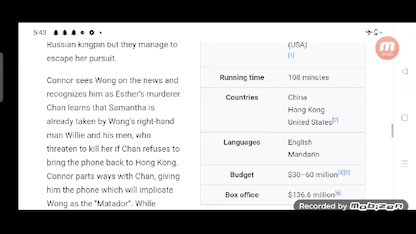 5:43
Russian kingpin but they manage to
escape her pursuit.
Connor sees Wong on the news and
recognizes him as Esther's murderer.
Chan learns that Samantha is
already taken by Wong's right-hand
man Willie and his men, who
threaten to kill her if Chan refuses to
bring the phone back to Hong Kong.
Connor parts ways with Chan, giving
him the phone which will implicate
Wong as the "Matador". While
(USA)
[1]
Running time 108 minutes
Countries China
Hong Kong
United States[2]
Languages English
Mandarin
Budget $30–60 million[4][5]
Box office $136.6 million
Recorded by Mobizen